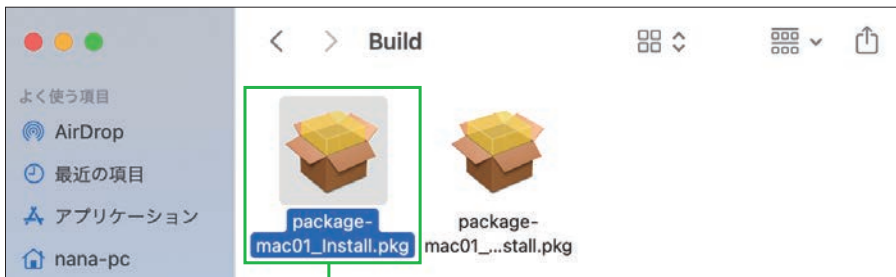 Build
よく使う項目
AirDrop
最近の項目
アプリケーション
nana-pc
package-
mac01_Install.pkg
package-
mac01_...stall.pkg